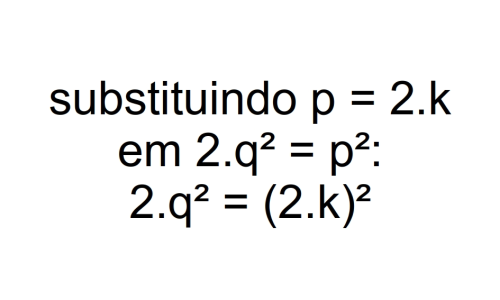 substituindo p = 2.k
em 2.q² = p²:
2.q² = (2.k)²